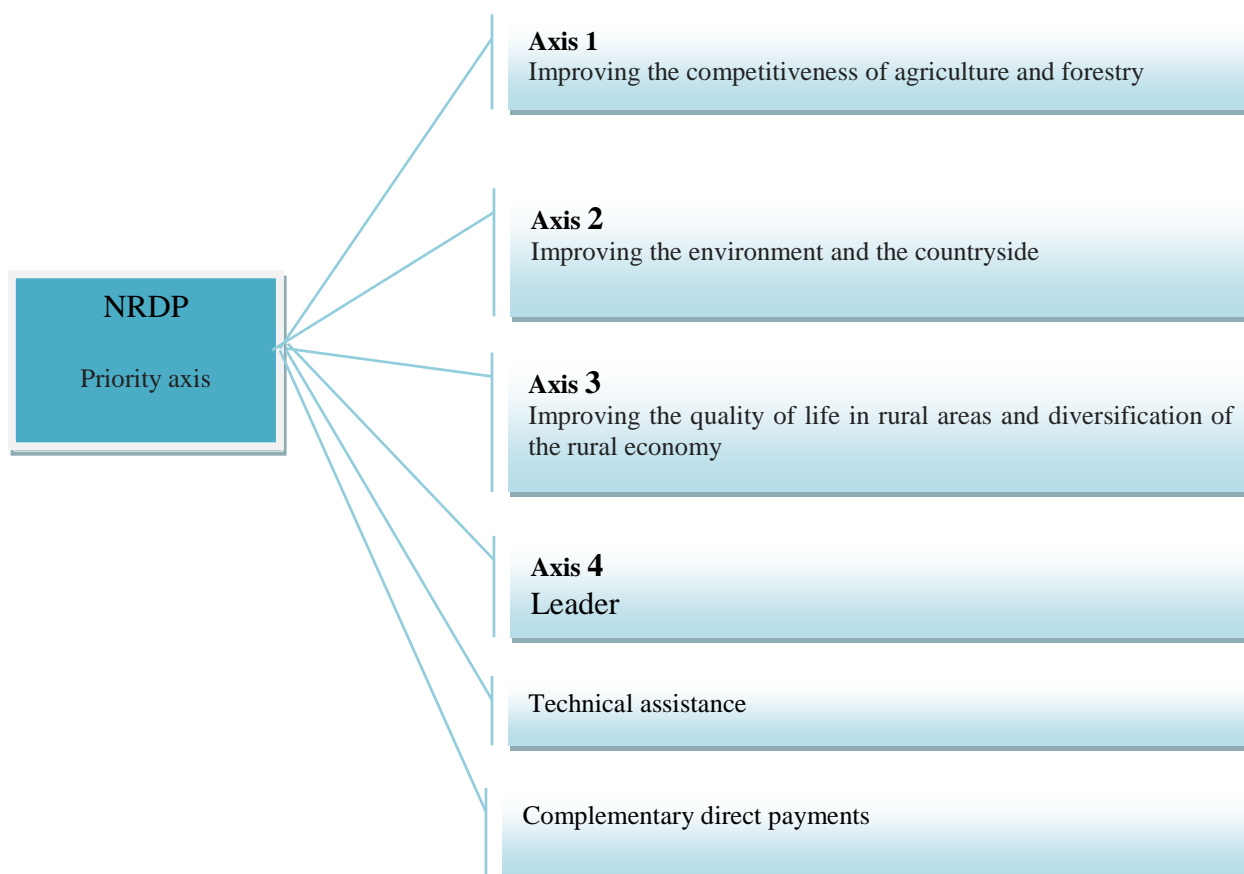 Axis 1
Improving the competitiveness of agriculture and forestry
Axis 2
Improving the environment and the countryside
NRDP
Priority axis
Axis 3
Improving the quality of life in rural areas and diversification of
the rural economy
Axis 4
Leader
Technical assistance
Complementary direct payments